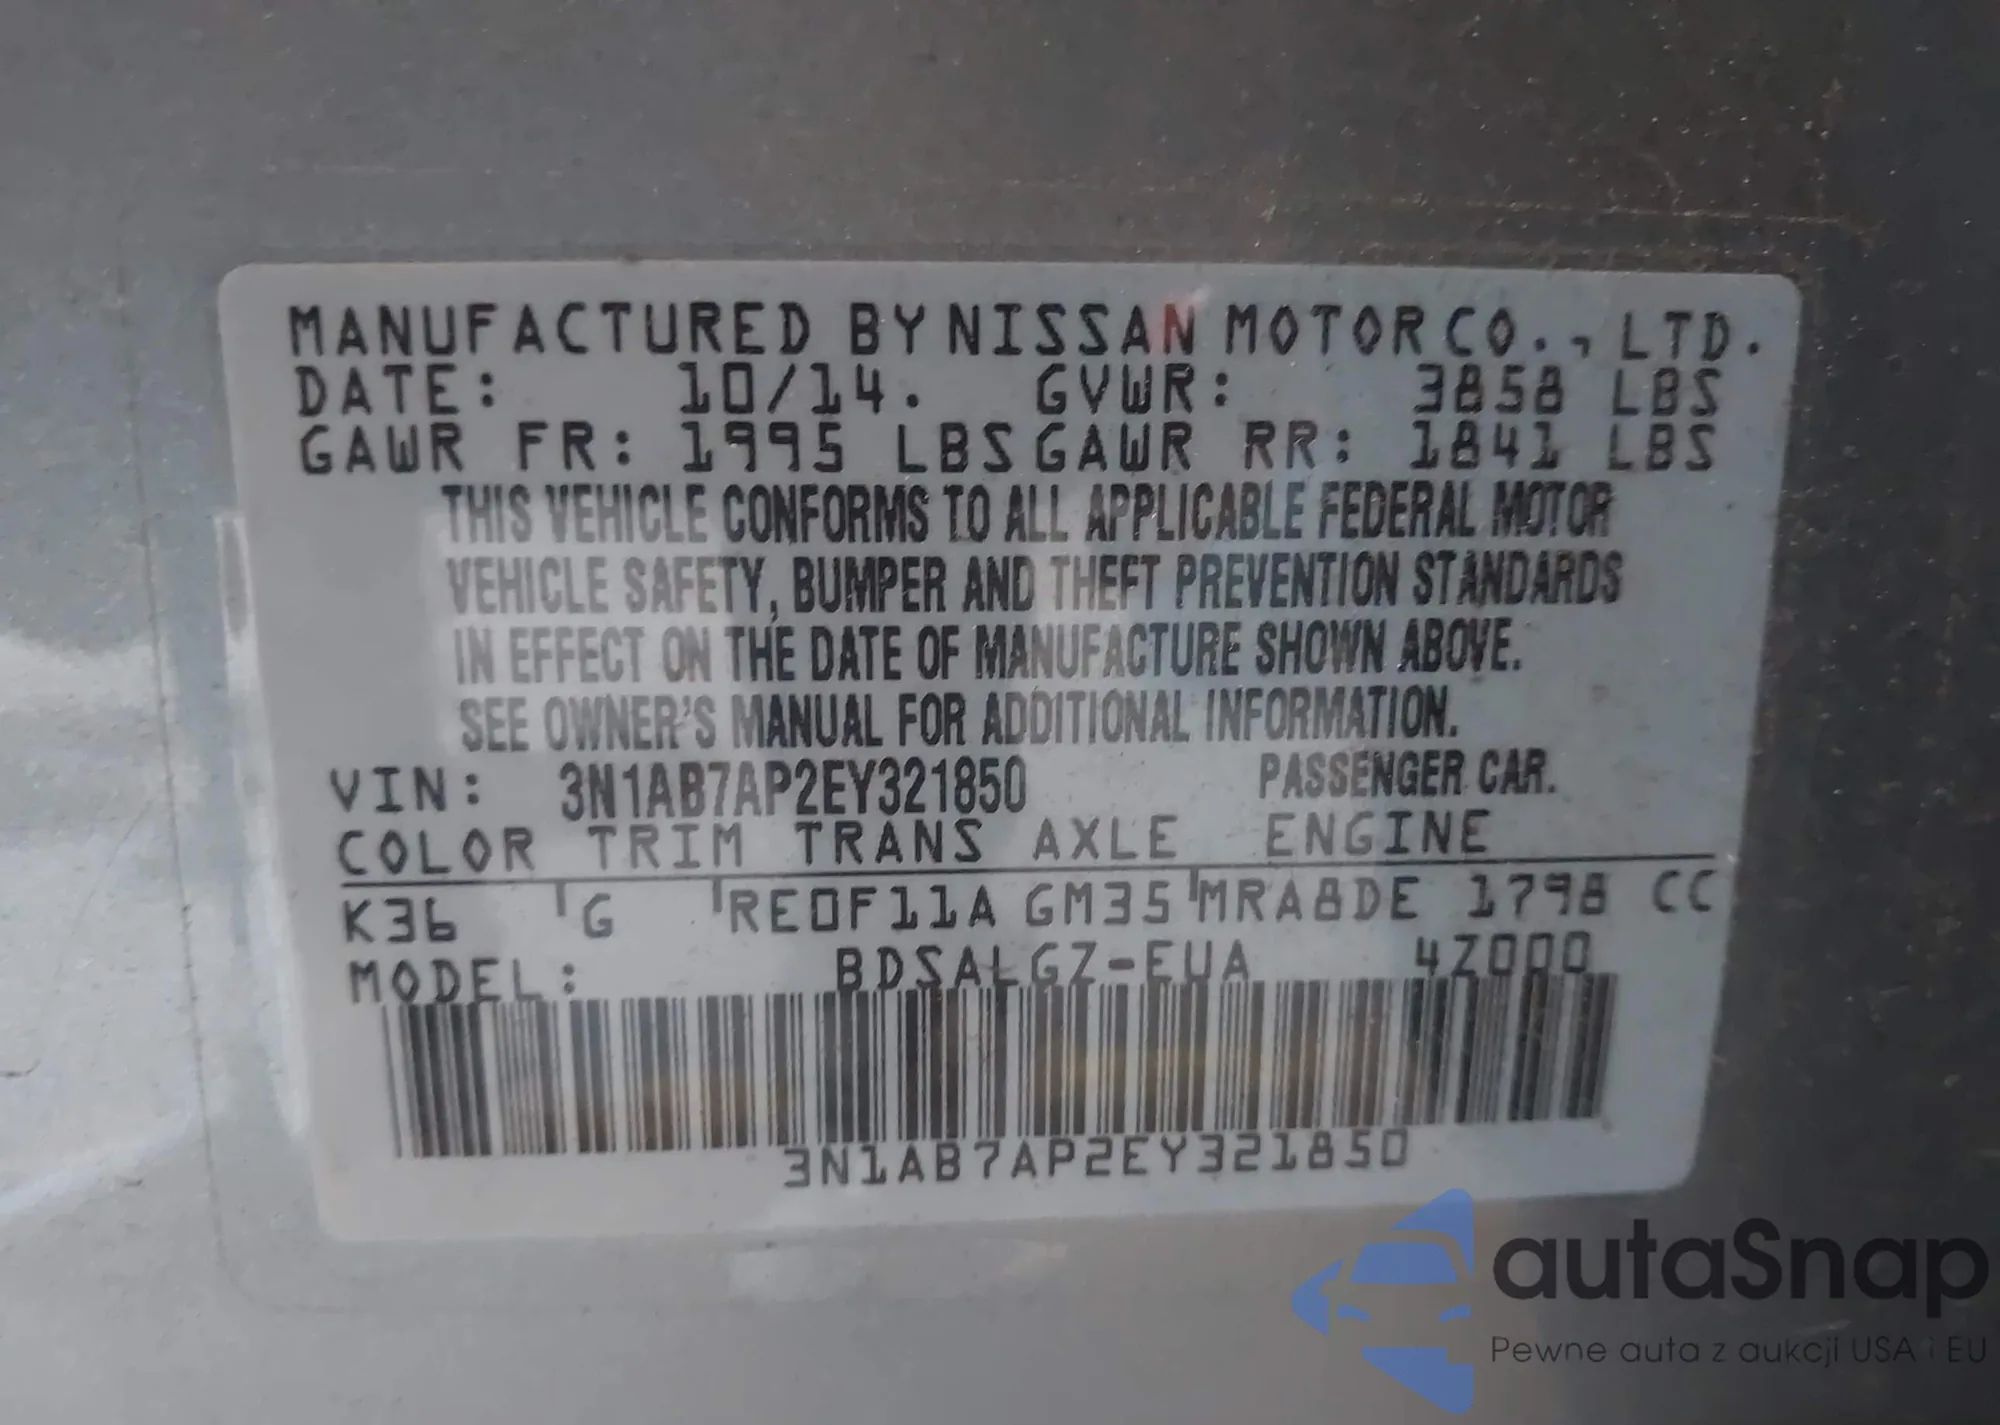 MANUFACTURED BY NISSAN MOTOR CO., LTD.
DATE: 10/14. GVWR: 3858 LBS
GAWR FR: 1995 LBS GAWR RR: 1841 LBS
THIS VEHICLE CONFORMS TO ALL APPLICABLE FEDERAL MOTOR
VEHICLE SAFETY, BUMPER AND THEFT PREVENTION STANDARDS
IN EFFECT ON THE DATE OF MANUFACTURE SHOWN ABOVE.
SEE OWNER'S MANUAL FOR ADDITIONAL INFORMATION.
VIN: 3N1AB7AP2EY321850 PASSENGER CAR.
COLOR TRIM TRANS AXLE ENGINE
K36 G RE0F11A GM35 MRA8DE 1798 CC
MODEL: BDSALGZ-EUA 4Z000
3N1AB7AP2EY321850
autaSnap
Pewne auta z aukcji USA i EU